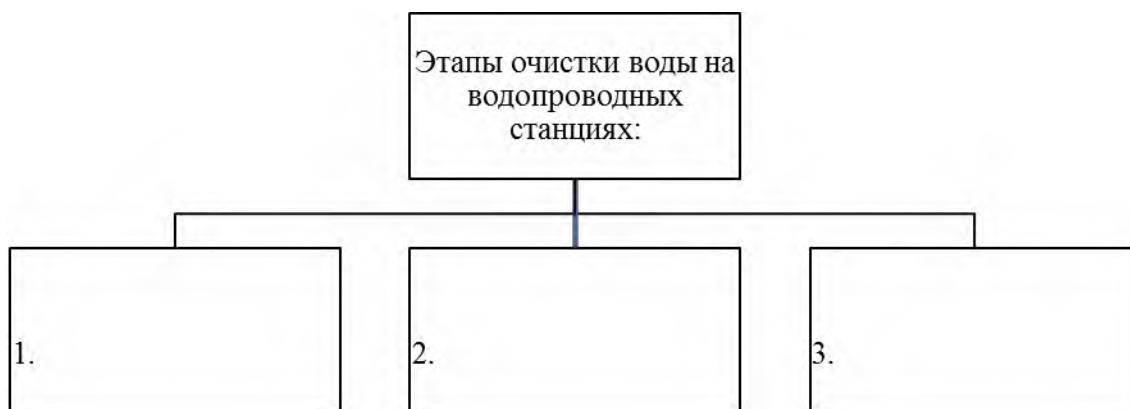 Этапы очистки воды на
водопроводных
станциях:
1.
2.
3.